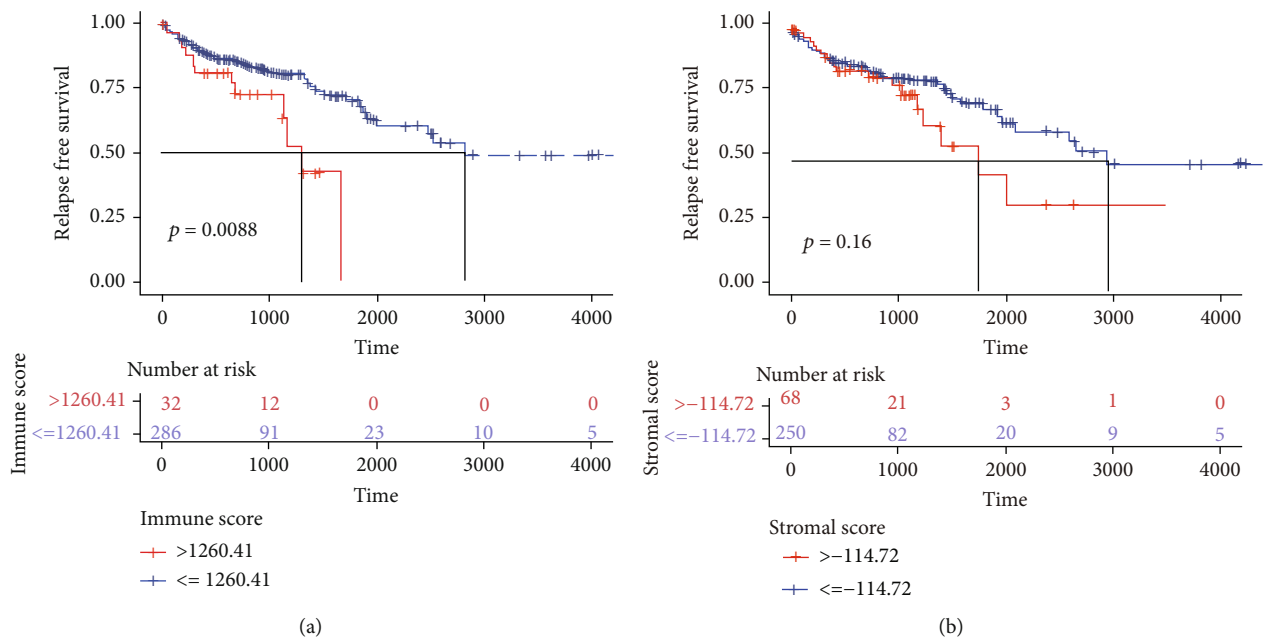 1.00
0.75
0.50
0.25
0.00
Relapse free survival
p = 0.0088
0 1000 2000 3000 4000
Time
Number at risk
Immune score
>1260.41 32 12 0 0 0
<=1260.41 286 91 23 10 5
0 1000 2000 3000 4000
Time
Immune score
>1260.41
<= 1260.41
(a)
1.00
0.75
0.50
0.25
0.00
Relapse free survival
p = 0.16
0 1000 2000 3000 4000
Time
Number at risk
Stromal score
>−114.72 68 21 3 1 0
<=−114.72 250 82 20 9 5
0 1000 2000 3000 4000
Time
Stromal score
>−114.72
<=−114.72
(b)